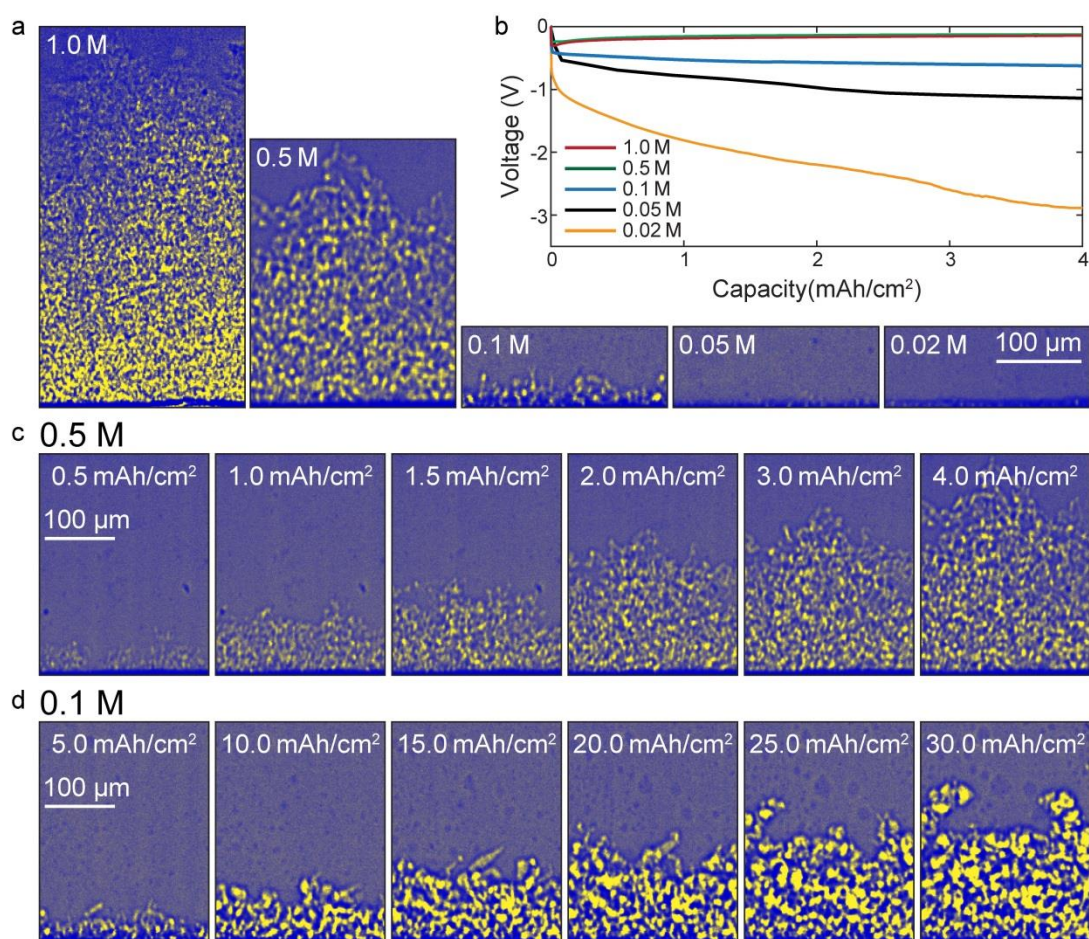 a
1.0 M
0.5 M
0.1 M
0.05 M
0.02 M
100 µm
b
0
-1
-2
-3
Voltage (V)
1.0 M
0.5 M
0.1 M
0.05 M
0.02 M
0 1 2 3 4
Capacity(mAh/cm²)
c 0.5 M
0.5 mAh/cm² 1.0 mAh/cm² 1.5 mAh/cm² 2.0 mAh/cm² 3.0 mAh/cm² 4.0 mAh/cm²
100 µm
d 0.1 M
5.0 mAh/cm² 10.0 mAh/cm² 15.0 mAh/cm² 20.0 mAh/cm² 25.0 mAh/cm² 30.0 mAh/cm²
100 µm